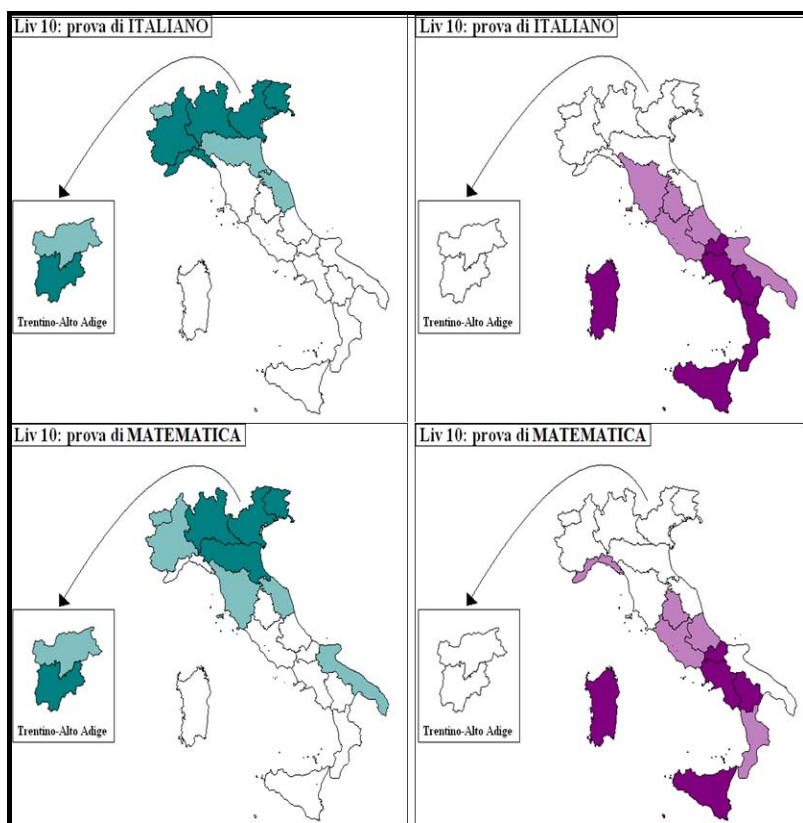 Liv 10: prova di ITALIANO
Liv 10: prova di ITALIANO
Trentino-Alto Adige
Trentino-Alto Adige
Liv 10: prova di MATEMATICA
Liv 10: prova di MATEMATICA
Trentino-Alto Adige
Trentino-Alto Adige